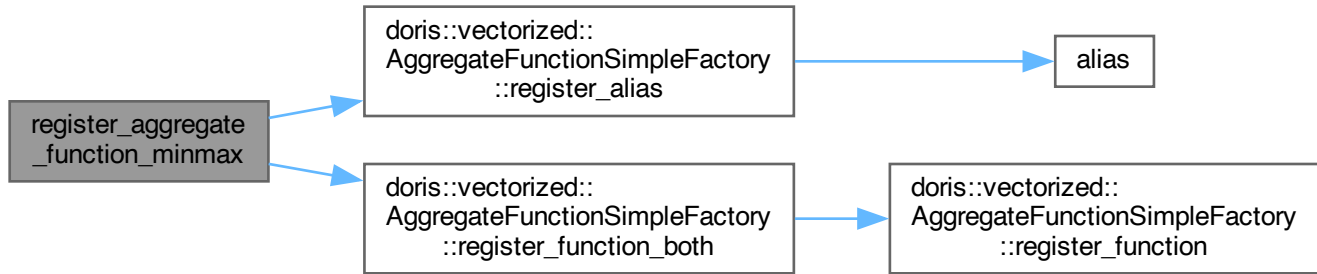 register_aggregate
_function_minmax
doris::vectorized::
AggregateFunctionSimpleFactory
::register_alias
alias
doris::vectorized::
AggregateFunctionSimpleFactory
::register_function_both
doris::vectorized::
AggregateFunctionSimpleFactory
::register_function